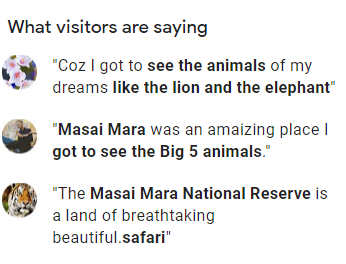 What visitors are saying
"Coz I got to see the animals of my
dreams like the lion and the elephant"
"Masai Mara was an amaizing place I
got to see the Big 5 animals."
"The Masai Mara National Reserve is
a land of breathtaking
beautiful.safari"